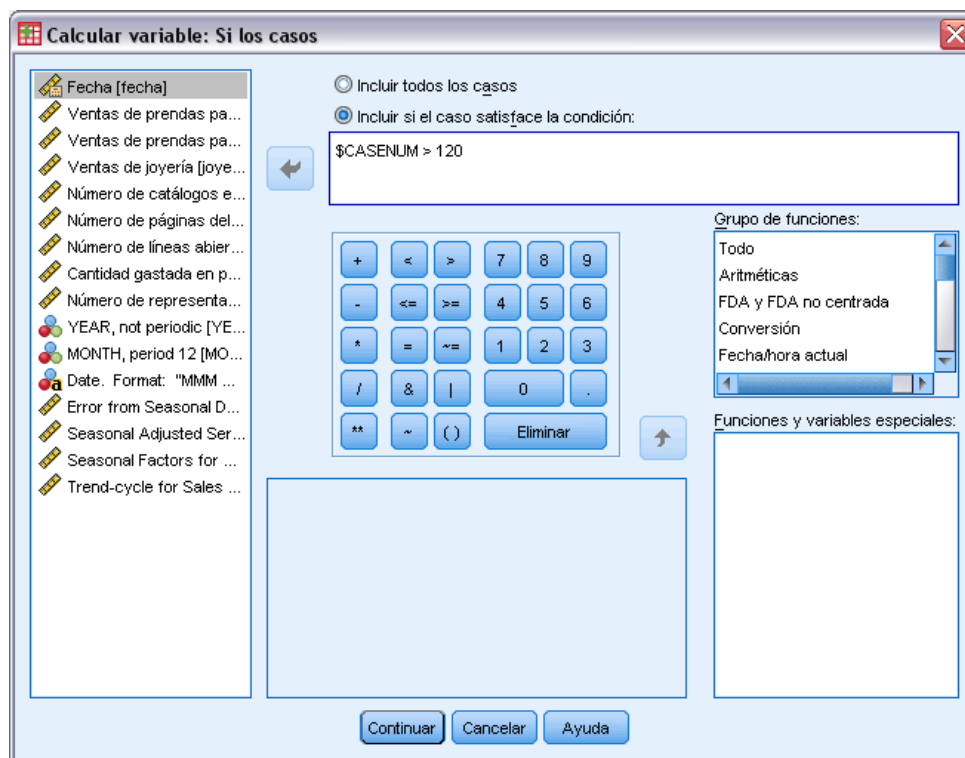 Calcular variable: Si los casos
Fecha [fecha]
Ventas de prendas pa...
Ventas de prendas pa...
Ventas de joyería [joye...
Número de catálogos e...
Número de páginas del...
Número de líneas abier...
Cantidad gastada en p...
Número de representa...
YEAR, not periodic [YE...
MONTH, period 12 [MO...
Date. Format: "MMM ...
Error from Seasonal D...
Seasonal Adjusted Ser...
Seasonal Factors for ...
Trend-cycle for Sales ...
Incluir todos los casos
Incluir si el caso satisface la condición:
$CASENUM > 120
+ < > 7 8 9
- <= >= 4 5 6
* = ~= 1 2 3
/ & | 0 .
** ~ ( ) Eliminar
Grupo de funciones:
Todo
Aritméticas
FDA y FDA no centrada
Conversión
Fecha/hora actual
Funciones y variables especiales:
Continuar Cancelar Ayuda